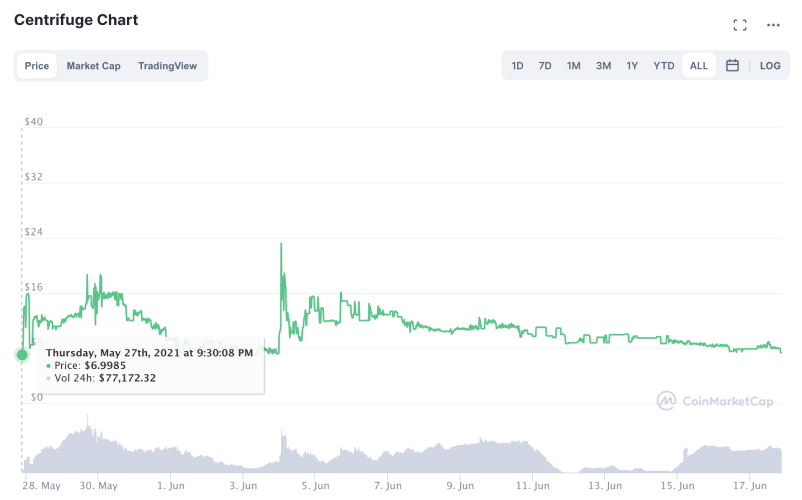 Centrifuge Chart
Price Market Cap TradingView
1D 7D 1M 3M 1Y YTD ALL LOG
$40
$32
$24
$16
Thursday, May 27th, 2021 at 9:30:08 PM
Price: $6.9985
Vol 24h: $77,172.32
$0
CoinMarketCap
28. May 30. May 1. Jun 3. Jun 5. Jun 7. Jun 9. Jun 11. Jun 13. Jun 15. Jun 17. Jun